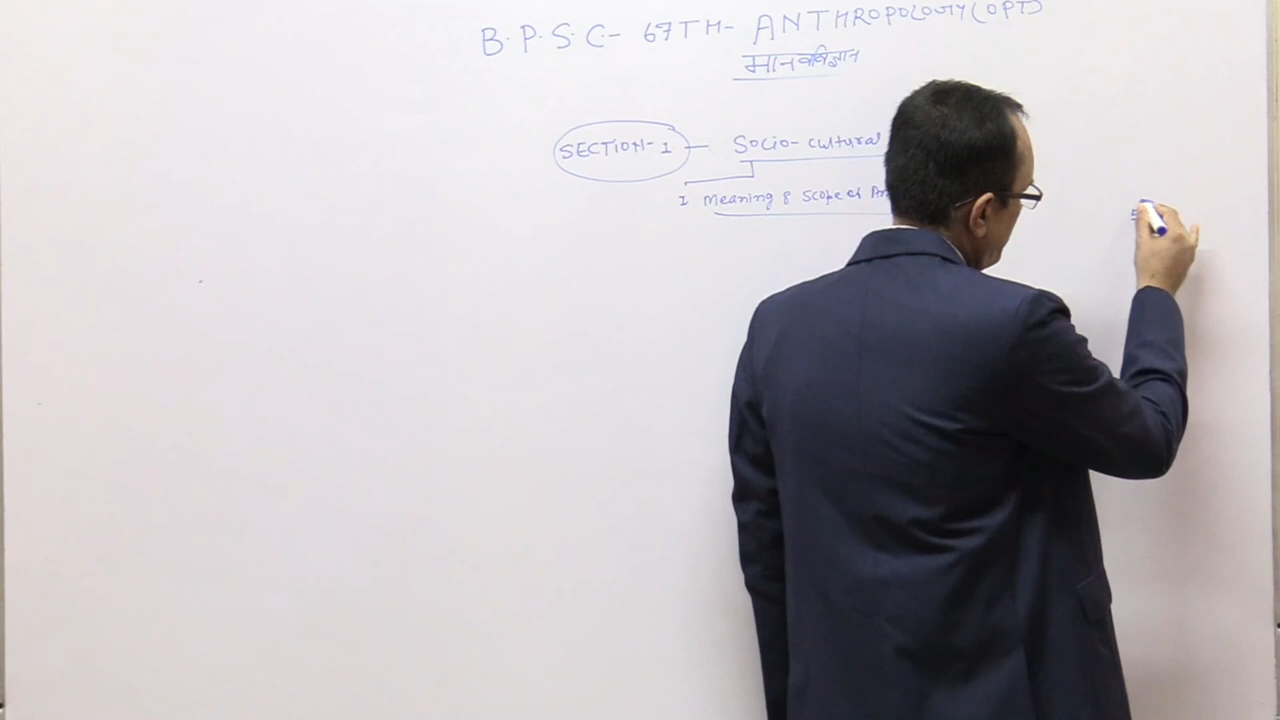 B.P.S.C- 67TH- ANTHROPOLOGY(OPT)
मानवविज्ञान
SECTION-1 - Socio-cultural
1 Meaning & Scope of An